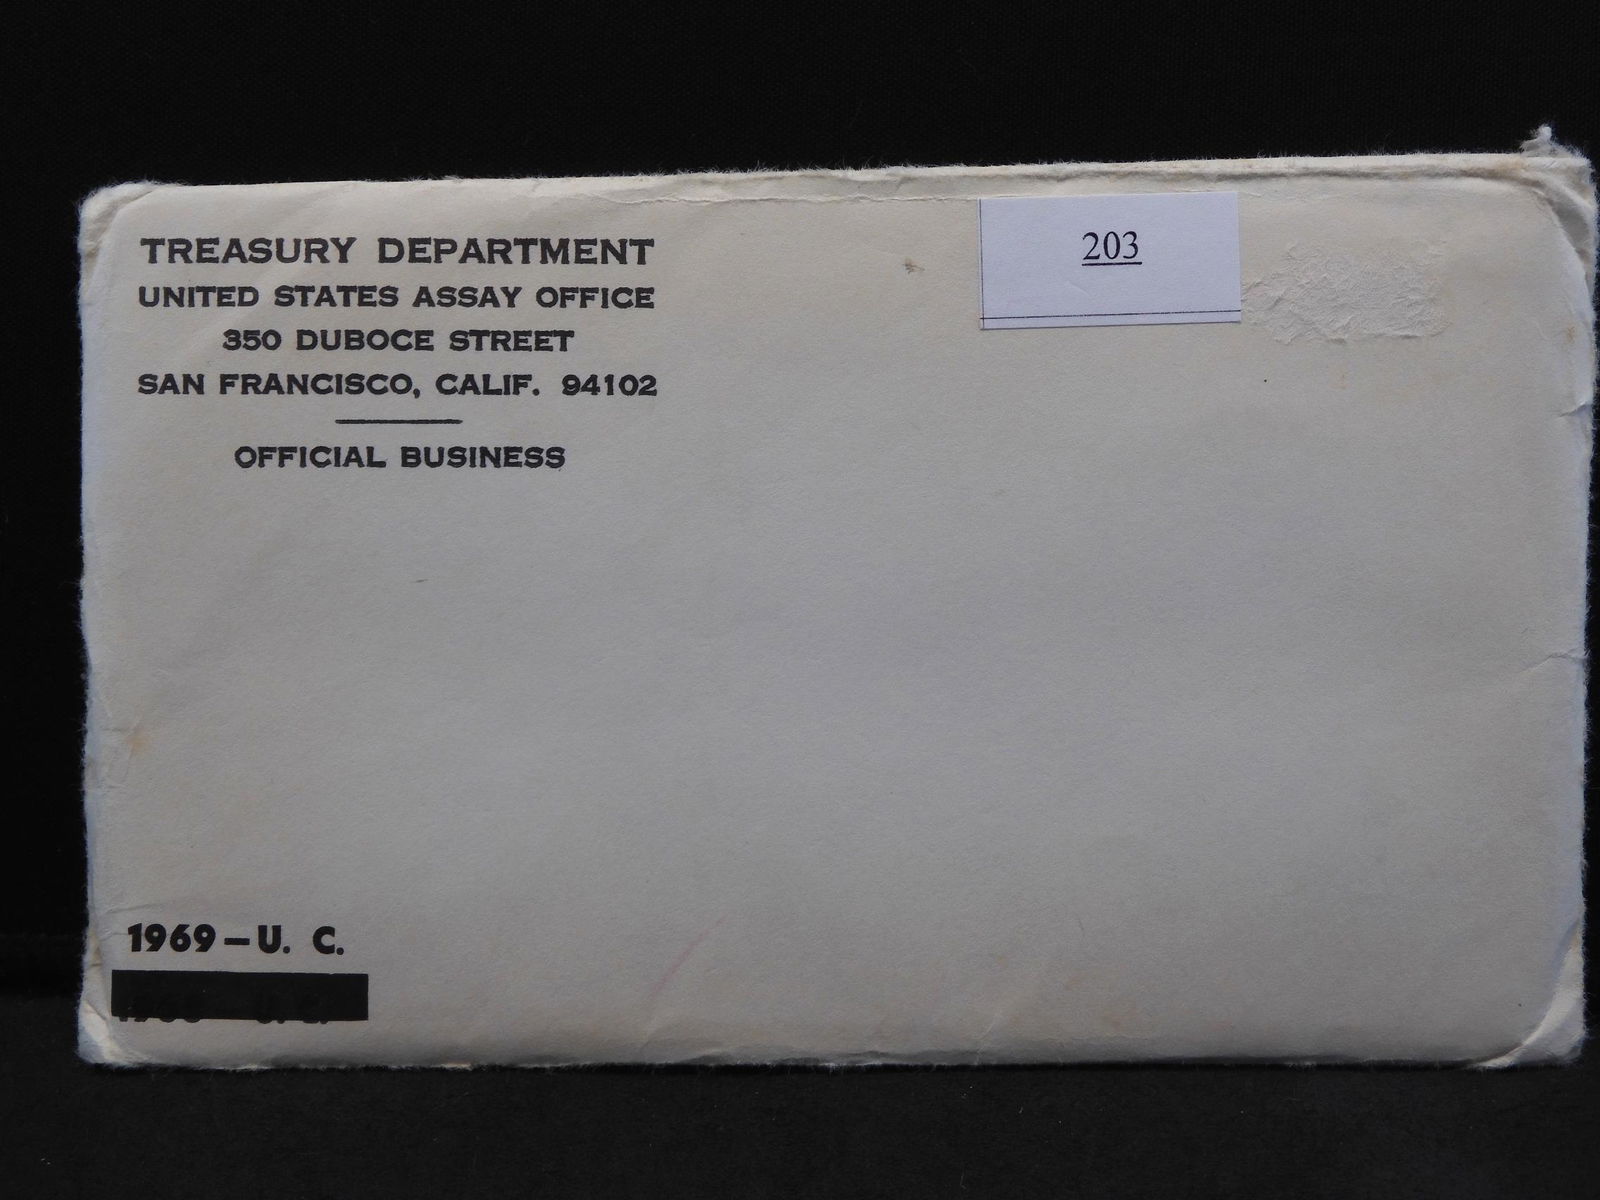 TREASURY DEPARTMENT
UNITED STATES ASSAY OFFICE
350 DUBOCE STREET
SAN FRANCISCO, CALIF. 94102
OFFICIAL BUSINESS
203
1969 – U. C.